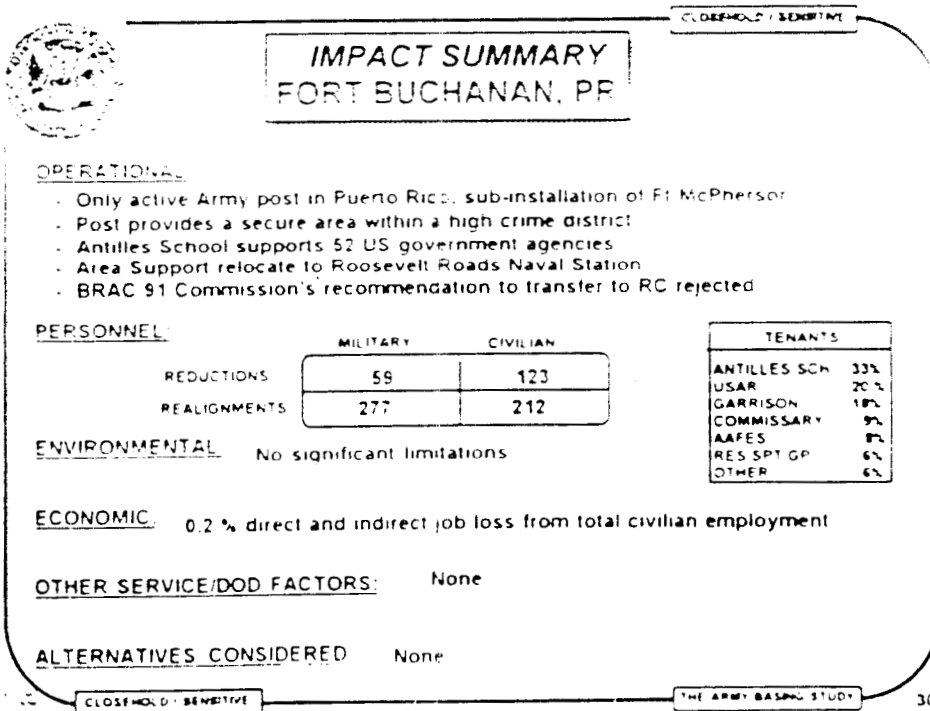 CLOSEHOLD / SENSITIVE
IMPACT SUMMARY
FORT BUCHANAN, PR
OPERATIONAL
- Only active Army post in Puerto Rico, sub-installation of Ft McPherson
- Post provides a secure area within a high crime district
- Antilles School supports 52 US government agencies
- Area Support relocate to Roosevelt Roads Naval Station
- BRAC 91 Commission's recommendation to transfer to RC rejected
PERSONNEL:
MILITARY CIVILIAN
REDUCTIONS 59 123
REALIGNMENTS 277 212
TENANTS
ANTILLES SCH 33%
USAR 20 %
GARRISON 18%
COMMISSARY 9%
AAFES 8%
RES SPT GP 6%
OTHER 6%
ENVIRONMENTAL No significant limitations
ECONOMIC: 0.2 % direct and indirect job loss from total civilian employment
OTHER SERVICE/DOD FACTORS: None
ALTERNATIVES CONSIDERED None
CLOSEHOLD / SENSITIVE
THE ARMY BASING STUDY